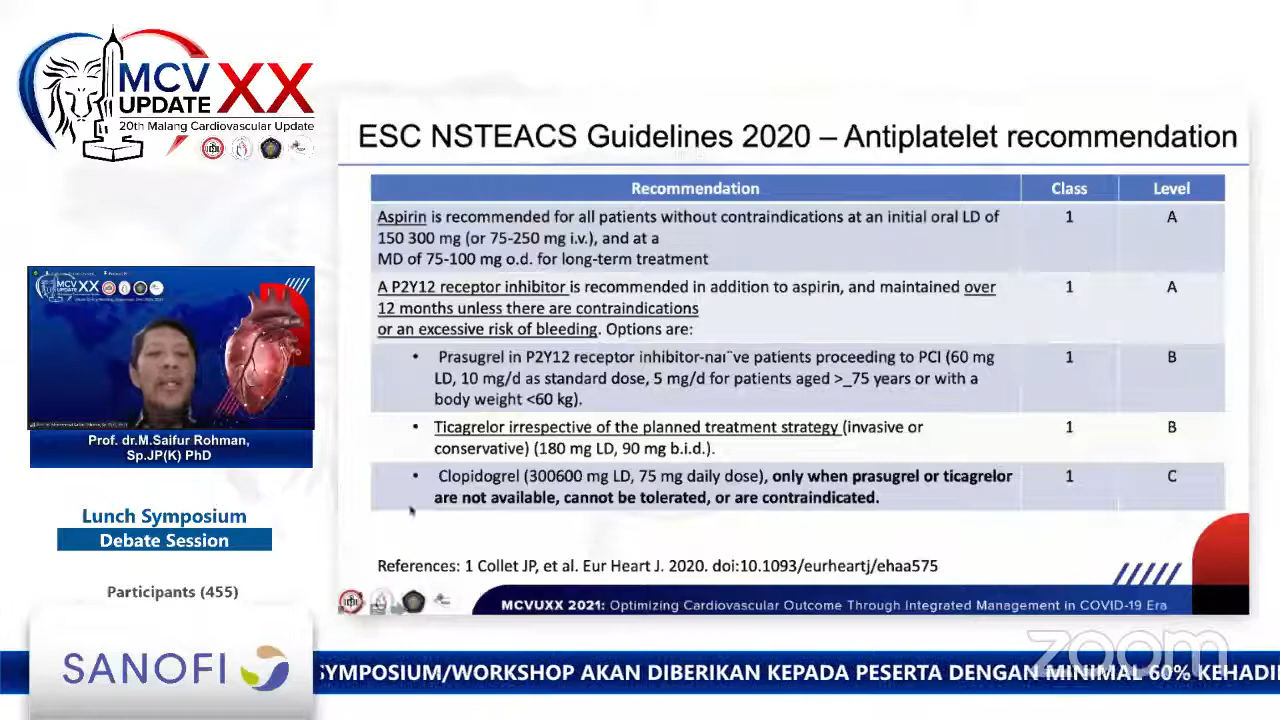 MCV XX
UPDATE
20th Malang Cardiovascular Update
MCV XX
UPDATE
Prof. dr.M.Saifur Rohman,
Sp.JP(K) PhD
Lunch Symposium
Debate Session
Participants (455)
SANOFI
ESC NSTEACS Guidelines 2020 – Antiplatelet recommendation
Recommendation Class Level
Aspirin is recommended for all patients without contraindications at an initial oral LD of 1 A
150 300 mg (or 75-250 mg i.v.), and at a
MD of 75-100 mg o.d. for long-term treatment
A P2Y12 receptor inhibitor is recommended in addition to aspirin, and maintained over 1 A
12 months unless there are contraindications
or an excessive risk of bleeding. Options are:
• Prasugrel in P2Y12 receptor inhibitor-naı¨ve patients proceeding to PCI (60 mg 1 B
LD, 10 mg/d as standard dose, 5 mg/d for patients aged >_75 years or with a
body weight <60 kg).
• Ticagrelor irrespective of the planned treatment strategy (invasive or 1 B
conservative) (180 mg LD, 90 mg b.i.d.).
• Clopidogrel (300600 mg LD, 75 mg daily dose), only when prasugrel or ticagrelor 1 C
are not available, cannot be tolerated, or are contraindicated.
References: 1 Collet JP, et al. Eur Heart J. 2020. doi:10.1093/eurheartj/ehaa575
MCVUXX 2021: Optimizing Cardiovascular Outcome Through Integrated Management in COVID-19 Era
zoom
SYMPOSIUM/WORKSHOP AKAN DIBERIKAN KEPADA PESERTA DENGAN MINIMAL 60% KEHADI